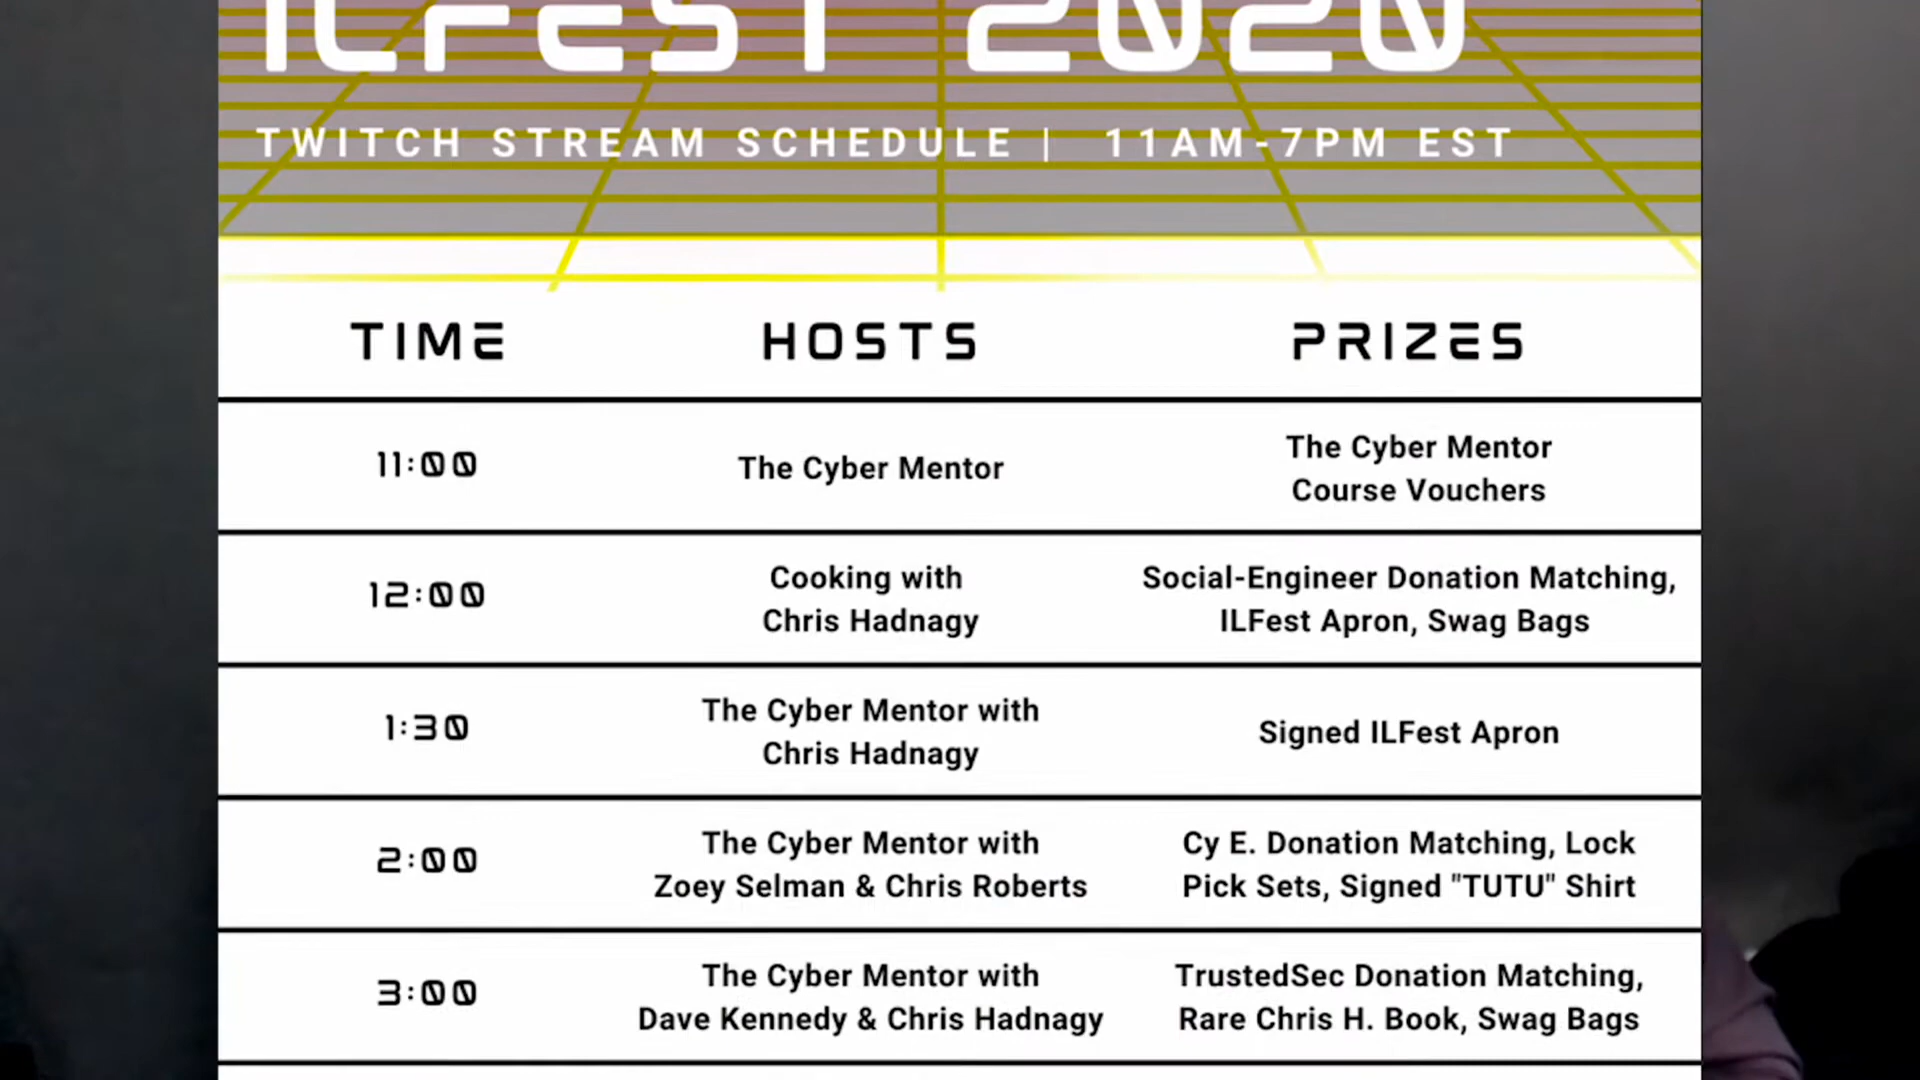 ILFEST 2020
TWITCH STREAM SCHEDULE | 11AM-7PM EST
TIME HOSTS PRIZES
11:00
The Cyber Mentor
The Cyber Mentor
Course Vouchers
12:00
Cooking with
Chris Hadnagy
Social-Engineer Donation Matching,
ILFest Apron, Swag Bags
1:30
The Cyber Mentor with
Chris Hadnagy
Signed ILFest Apron
2:00
The Cyber Mentor with
Zoey Selman & Chris Roberts
Cy E. Donation Matching, Lock
Pick Sets, Signed "TUTU" Shirt
3:00
The Cyber Mentor with
Dave Kennedy & Chris Hadnagy
TrustedSec Donation Matching,
Rare Chris H. Book, Swag Bags